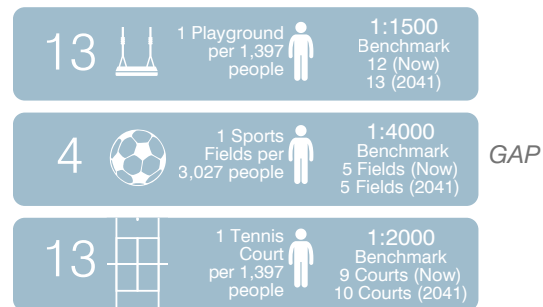 13
1 Playground
per 1,397
people
1:1500
Benchmark
12 (Now)
13 (2041)
4
1 Sports
Fields per
3,027 people
1:4000
Benchmark
5 Fields (Now)
5 Fields (2041)
GAP
13
1 Tennis
Court
per 1,397
people
1:2000
Benchmark
9 Courts (Now)
10 Courts (2041)